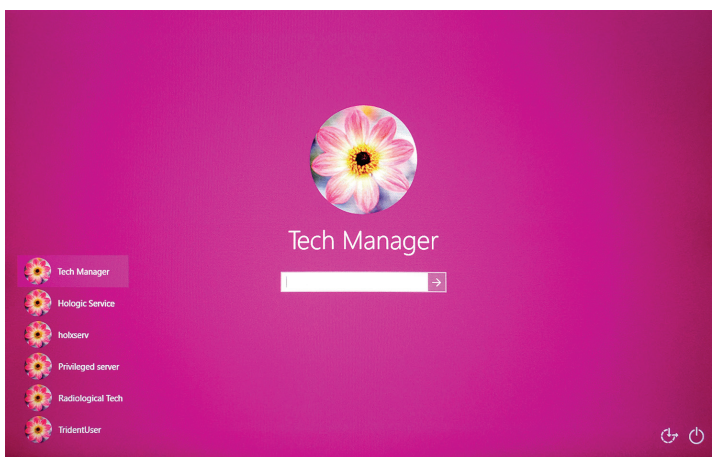 Tech Manager
Tech Manager
Hologic Service
holxserv
Privileged server
Radiological Tech
TridentUser